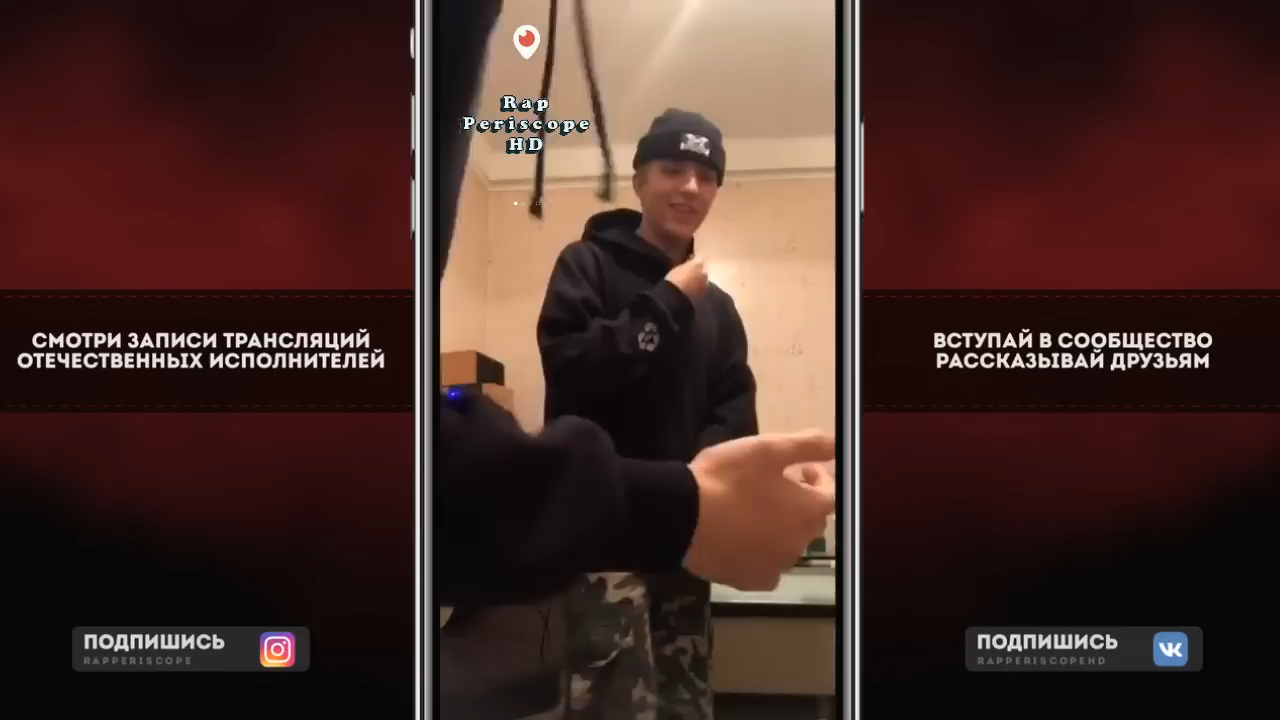 Rap
Periscope
HD
СМОТРИ ЗАПИСИ ТРАНСЛЯЦИЙ
ОТЕЧЕСТВЕННЫХ ИСПОЛНИТЕЛЕЙ
ВСТУПАЙ В СООБЩЕСТВО
РАССКАЗЫВАЙ ДРУЗЬЯМ
ПОДПИШИСЬ
RAPPERISCOPE
ПОДПИШИСЬ
RAPPERISCOPEHD